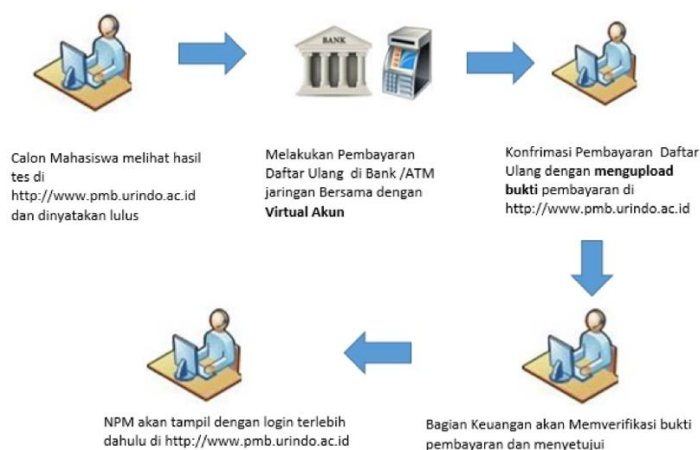 BANK
Calon Mahasiswa melihat hasil
tes di
http://www.pmb.urindo.ac.id
dan dinyatakan lulus
Melakukan Pembayaran
Daftar Ulang di Bank /ATM
jaringan Bersama dengan
Virtual Akun
Konfrimasi Pembayaran Daftar
Ulang dengan mengupload
bukti pembayaran di
http://www.pmb.urindo.ac.id
NPM akan tampil dengan login terlebih
dahulu di http://www.pmb.urindo.ac.id
Bagian Keuangan akan Memverifikasi bukti
pembayaran dan menyetujui